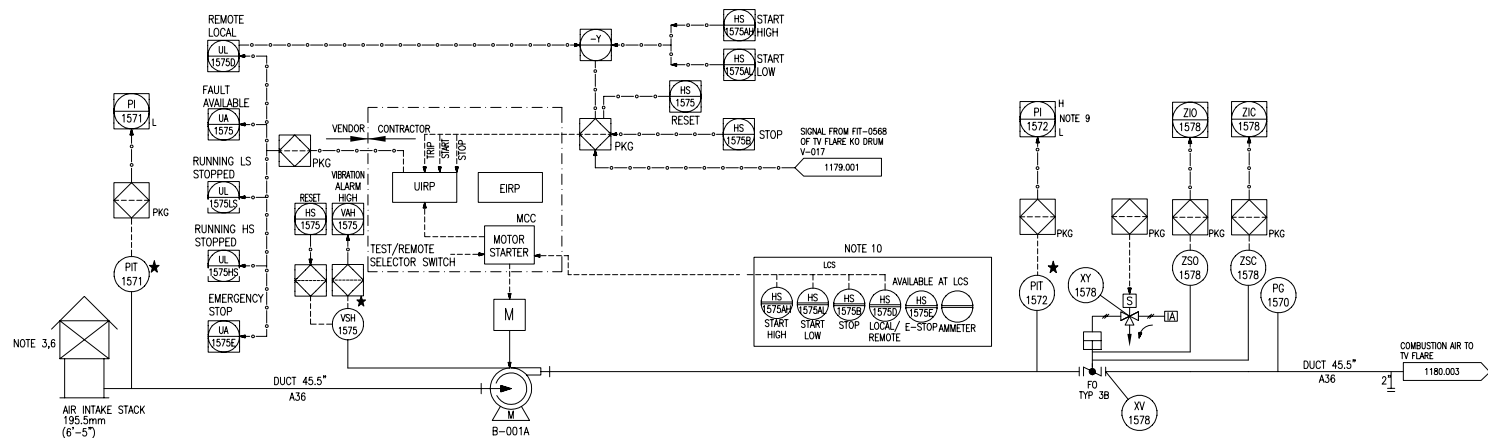 REMOTE
LOCAL
UL
1575D
FAULT
AVAILABLE
UA
1575
RUNNING LS
STOPPED
UL
1575LS
RUNNING HS
STOPPED
UL
1575HS
EMERGENCY
STOP
UA
1575E
PI
1571
L
PKG
PIT
1571
NOTE 3,6
AIR INTAKE STACK
195.5mm
(6'-5")
DUCT 45.5"
A36
PKG
VENDOR
CONTRACTOR
TRIP
START
STOP
UIRP
EIRP
MCC
MOTOR
STARTER
TEST/REMOTE
SELECTOR SWITCH
RESET
HS
1575
VIBRATION
ALARM
HIGH
VAH
1575
VSH
1575
M
M
B-001A
-Y
HS
1575AH
START
HIGH
HS
1575AL
START
LOW
HS
1575
RESET
HS
1575B
STOP
PKG
SIGNAL FROM FIT-0568
OF TV FLARE KO DRUM
V-017
1179.001
NOTE 10
LCS
AVAILABLE AT LCS
HS
1575AH
START
HIGH
HS
1575AL
START
LOW
HS
1575B
STOP
HS
1575D
LOCAL/
REMOTE
HS
1575E
E-STOP
AMMETER
PI
1572
H
NOTE 9
L
PKG
PIT
1572
ZIO
1578
PKG
ZSO
1578
ZIC
1578
PKG
ZSC
1578
XY
1578
S
IA
PG
1570
FO
TYP 3B
XV
1578
DUCT 45.5"
A36
2"
COMBUSTION AIR TO
TV FLARE
1180.003